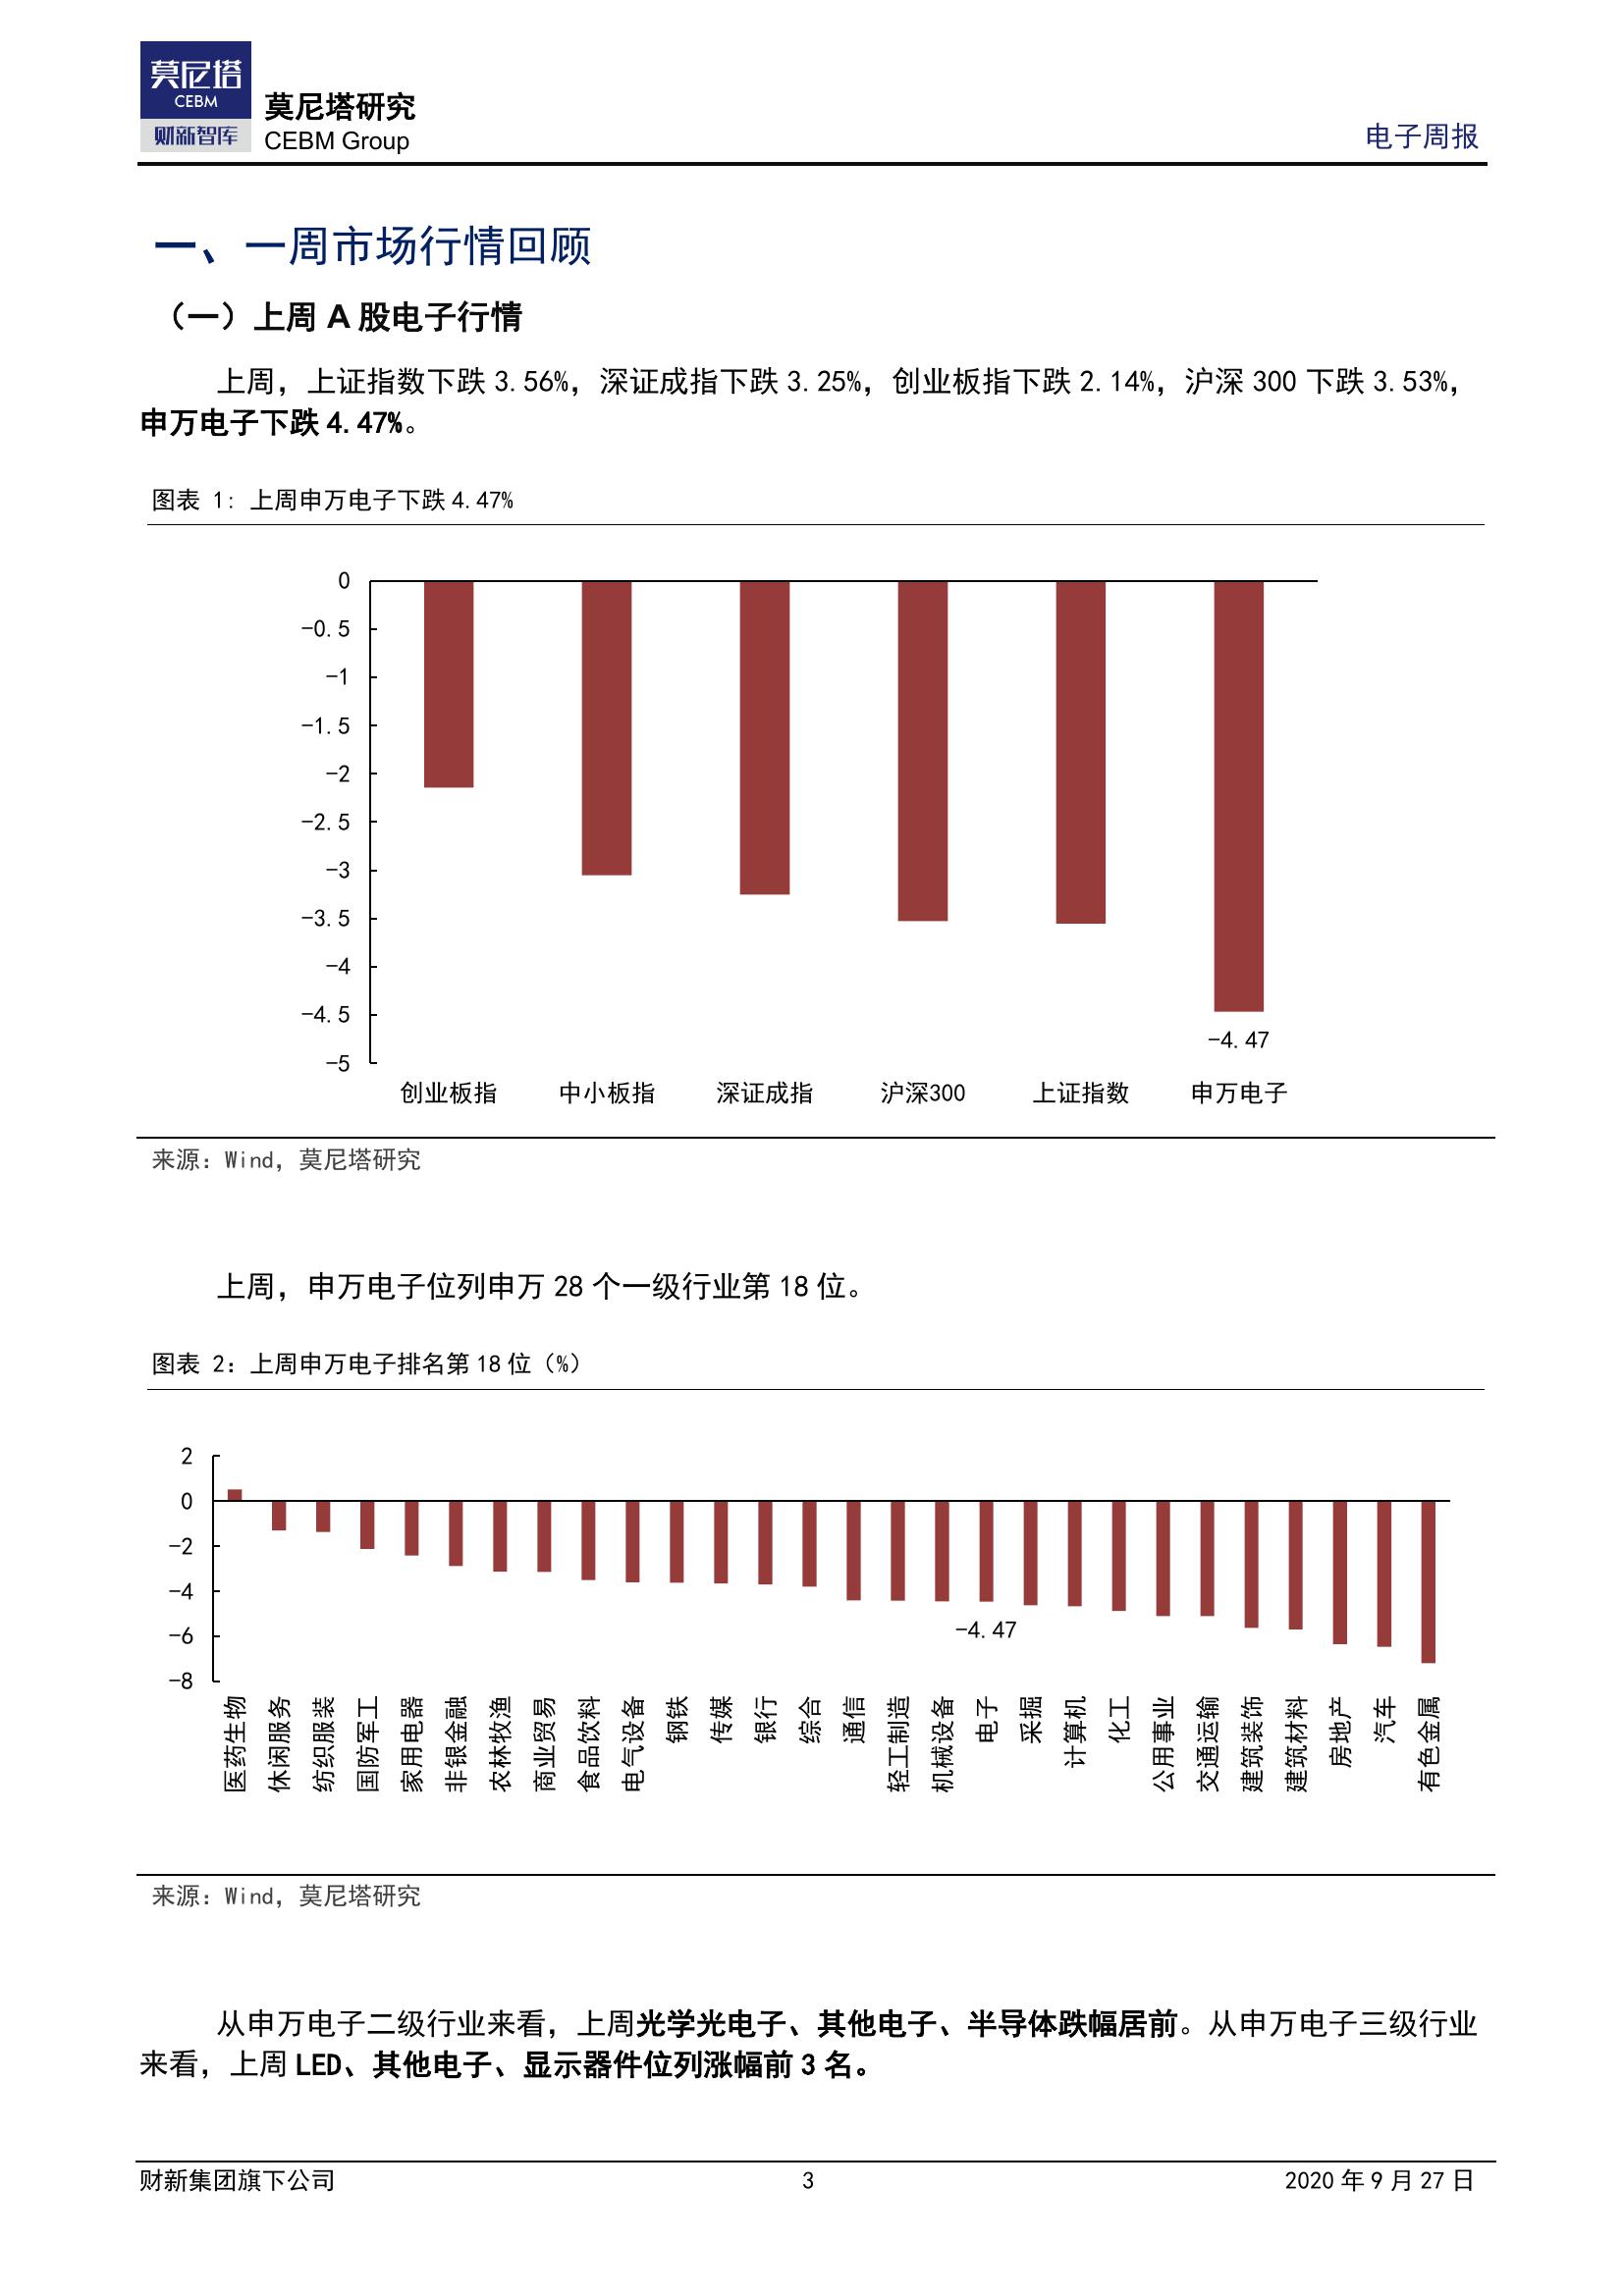 莫尼塔
CEBM
财新智库
莫尼塔研究
CEBM Group
电子周报
一、一周市场行情回顾
（一）上周 A 股电子行情
上周，上证指数下跌 3.56%，深证成指下跌 3.25%，创业板指下跌 2.14%，沪深 300 下跌 3.53%，
申万电子下跌 4.47%。
图表 1: 上周申万电子下跌 4.47%
0
-0.5
-1
-1.5
-2
-2.5
-3
-3.5
-4
-4.5
-5
-4.47
创业板指 中小板指 深证成指 沪深300 上证指数 申万电子
来源：Wind，莫尼塔研究
上周，申万电子位列申万 28 个一级行业第 18 位。
图表 2：上周申万电子排名第 18 位（%）
2
0
-2
-4
-6
-8
-4.47
医药生物
休闲服务
纺织服装
国防军工
家用电器
非银金融
农林牧渔
商业贸易
食品饮料
电气设备
钢铁
传媒
银行
综合
通信
轻工制造
机械设备
电子
采掘
计算机
化工
公用事业
交通运输
建筑装饰
建筑材料
房地产
汽车
有色金属
来源：Wind，莫尼塔研究
从申万电子二级行业来看，上周光学光电子、其他电子、半导体跌幅居前。从申万电子三级行业
来看，上周 LED、其他电子、显示器件位列涨幅前 3 名。
财新集团旗下公司 3 2020 年 9 月 27 日